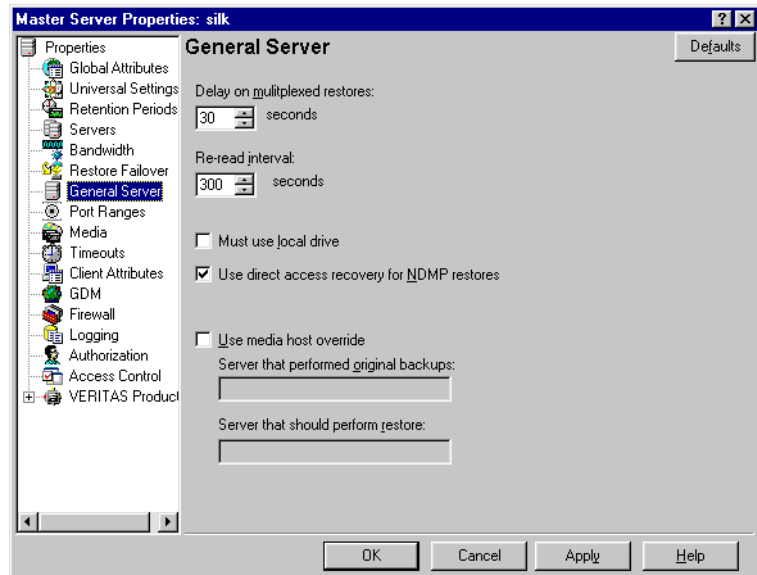 Master Server Properties: silk
Properties
Global Attributes
Universal Settings
Retention Periods
Servers
Bandwidth
Restore Failover
General Server
Port Ranges
Media
Timeouts
Client Attributes
GDM
Firewall
Logging
Authorization
Access Control
VERITAS Product
General Server
Defaults
Delay on mulitplexed restores:
30 seconds
Re-read interval:
300 seconds
Must use local drive
Use direct access recovery for NDMP restores
Use media host override
Server that performed original backups:
Server that should perform restore:
OK
Cancel
Apply
Help